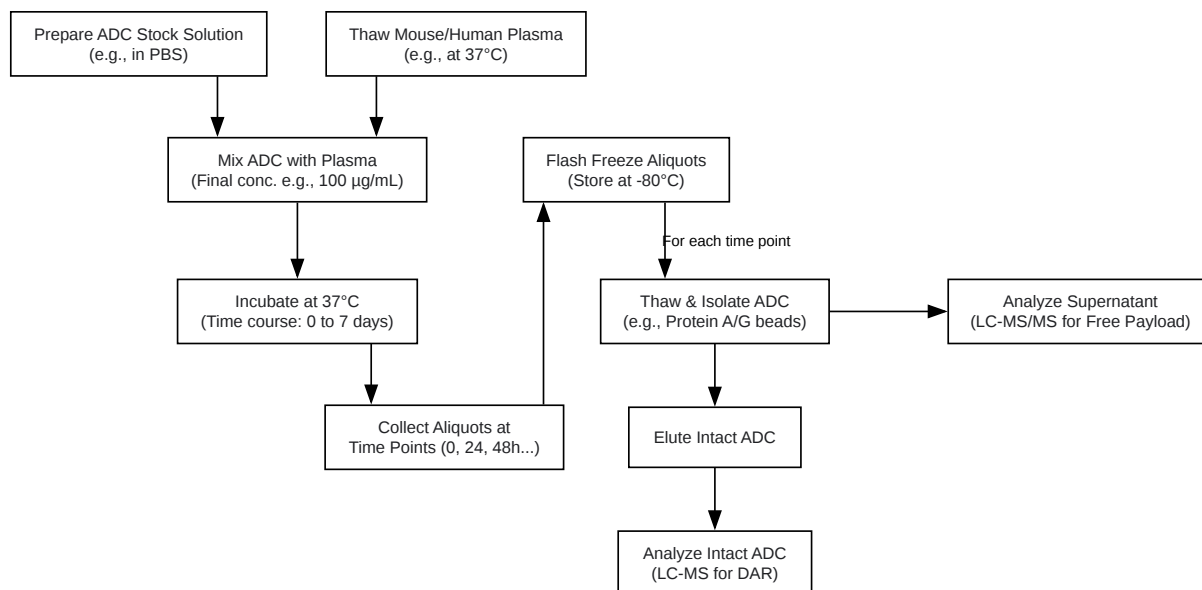 Prepare ADC Stock Solution
(e.g., in PBS)
Thaw Mouse/Human Plasma
(e.g., at 37°C)
Mix ADC with Plasma
(Final conc. e.g., 100 µg/mL)
Flash Freeze Aliquots
(Store at -80°C)
For each time point
Incubate at 37°C
(Time course: 0 to 7 days)
Thaw & Isolate ADC
(e.g., Protein A/G beads)
Analyze Supernatant
(LC-MS/MS for Free Payload)
Collect Aliquots at
Time Points (0, 24, 48h...)
Elute Intact ADC
Analyze Intact ADC
(LC-MS for DAR)